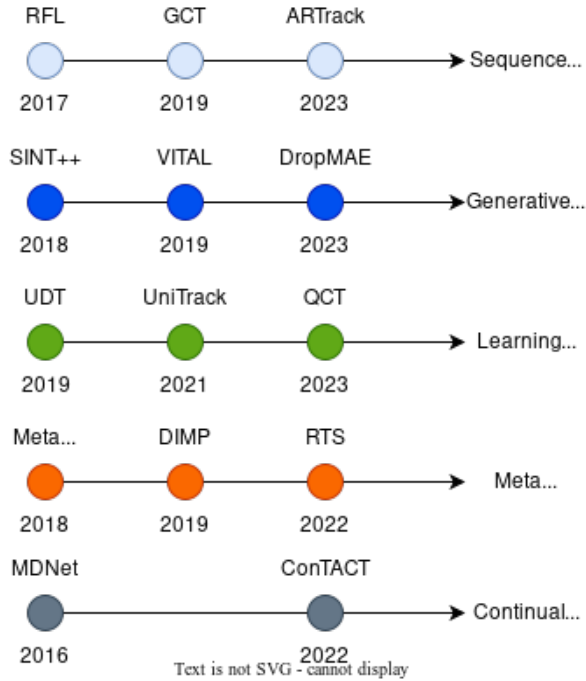 RFL GCT ARTrack
Sequence...
2017 2019 2023
SINT++ VITAL DropMAE
Generative...
2018 2019 2023
UDT UniTrack QCT
Learning...
2019 2021 2023
Meta... DIMP RTS
Meta...
2018 2019 2022
MDNet ConTACT
Continual...
2016 2022
Text is not SVG - cannot display